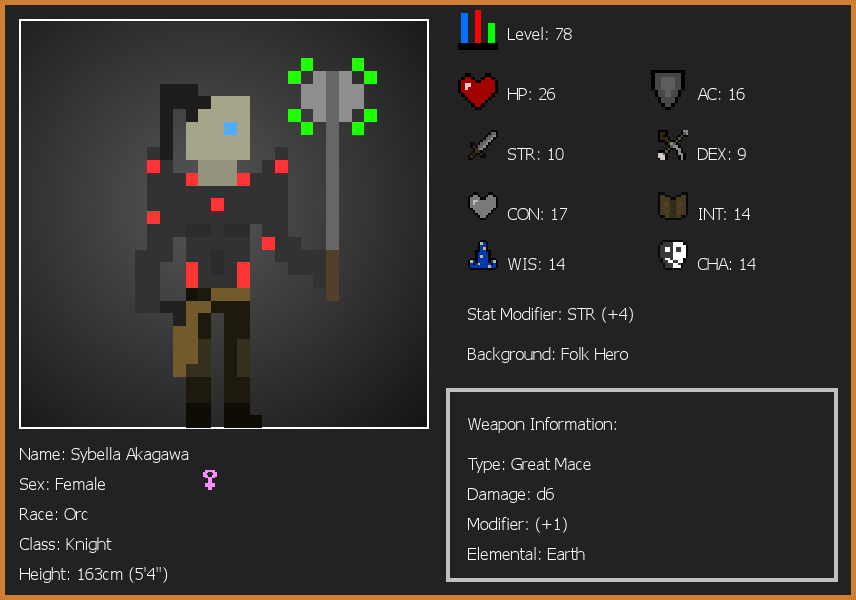 Level: 78
HP: 26
AC: 16
STR: 10
DEX: 9
CON: 17
INT: 14
WIS: 14
CHA: 14
Stat Modifier: STR (+4)
Background: Folk Hero
Weapon Information:
Type: Great Mace
Damage: d6
Modifier: (+1)
Elemental: Earth
Name: Sybella Akagawa
Sex: Female
Race: Orc
Class: Knight
Height: 163cm (5'4")